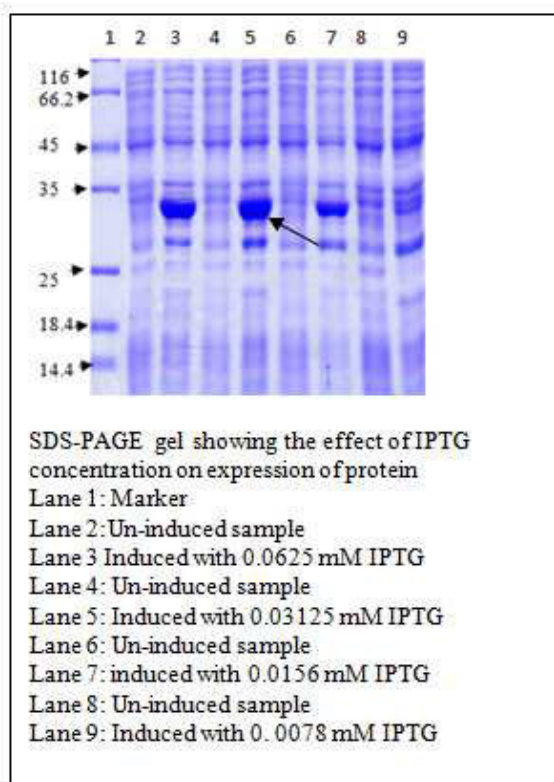 1 2 3 4 5 6 7 8 9
116
66.2
45
35
25
18.4
14.4
SDS-PAGE gel showing the effect of IPTG
concentration on expression of protein
Lane 1: Marker
Lane 2: Un-induced sample
Lane 3 Induced with 0.0625 mM IPTG
Lane 4: Un-induced sample
Lane 5: Induced with 0.03125 mM IPTG
Lane 6: Un-induced sample
Lane 7: induced with 0.0156 mM IPTG
Lane 8: Un-induced sample
Lane 9: Induced with 0. 0078 mM IPTG